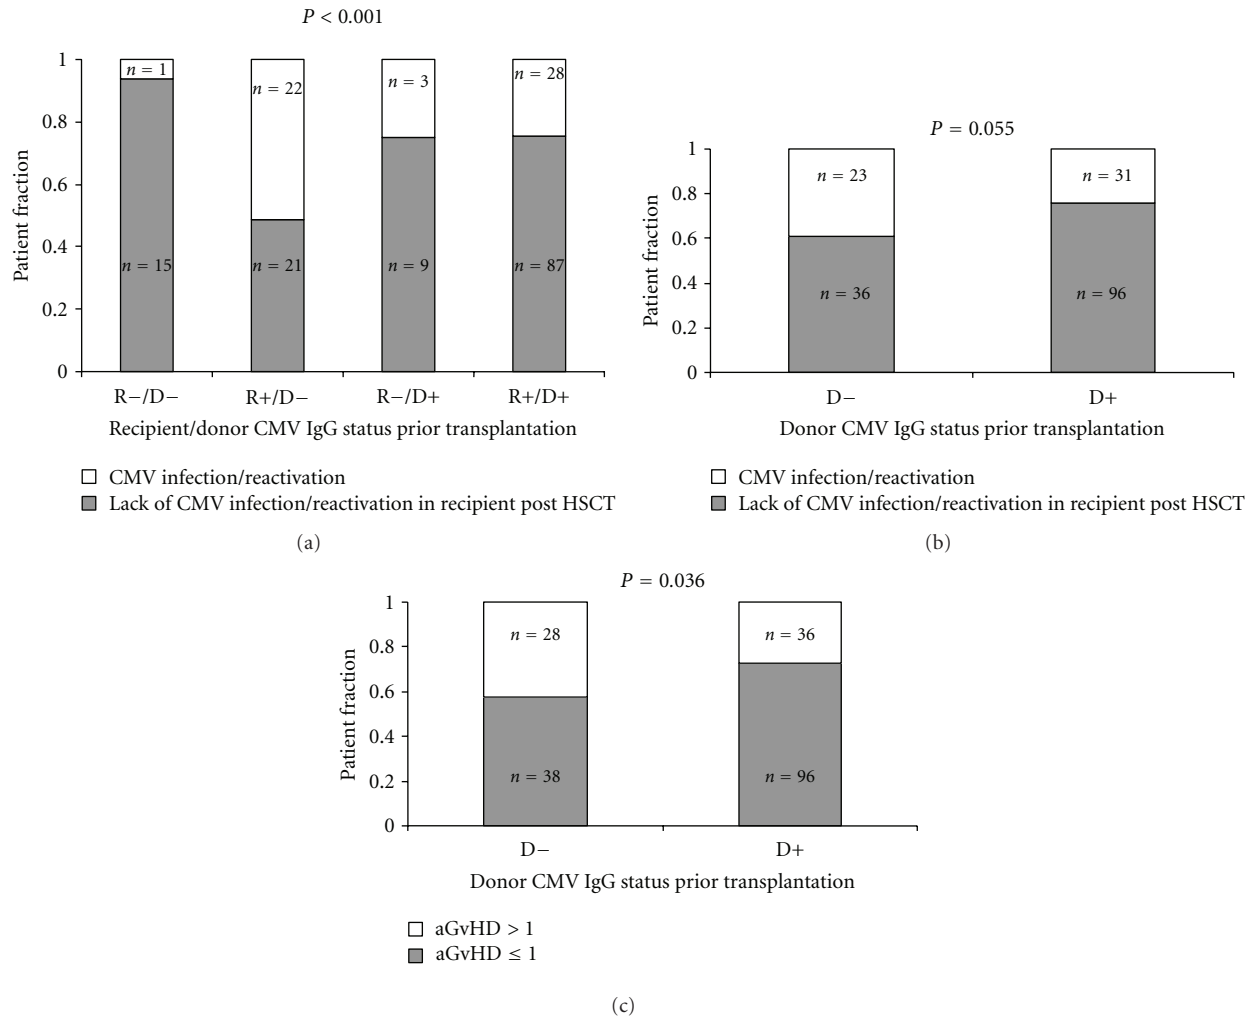 P < 0.001
1
0.8
0.6
0.4
0.2
0
Patient fraction
n = 1
n = 22
n = 3
n = 28
n = 15
n = 21
n = 9
n = 87
R−/D−
R+/D−
R−/D+
R+/D+
Recipient/donor CMV IgG status prior transplantation
CMV infection/reactivation
Lack of CMV infection/reactivation in recipient post HSCT
(a)
P = 0.055
1
0.8
0.6
0.4
0.2
0
Patient fraction
n = 23
n = 31
n = 36
n = 96
D−
D+
Donor CMV IgG status prior transplantation
CMV infection/reactivation
Lack of CMV infection/reactivation in recipient post HSCT
(b)
P = 0.036
1
0.8
0.6
0.4
0.2
0
Patient fraction
n = 28
n = 36
n = 38
n = 96
D−
D+
Donor CMV IgG status prior transplantation
aGvHD > 1
aGvHD ≤ 1
(c)